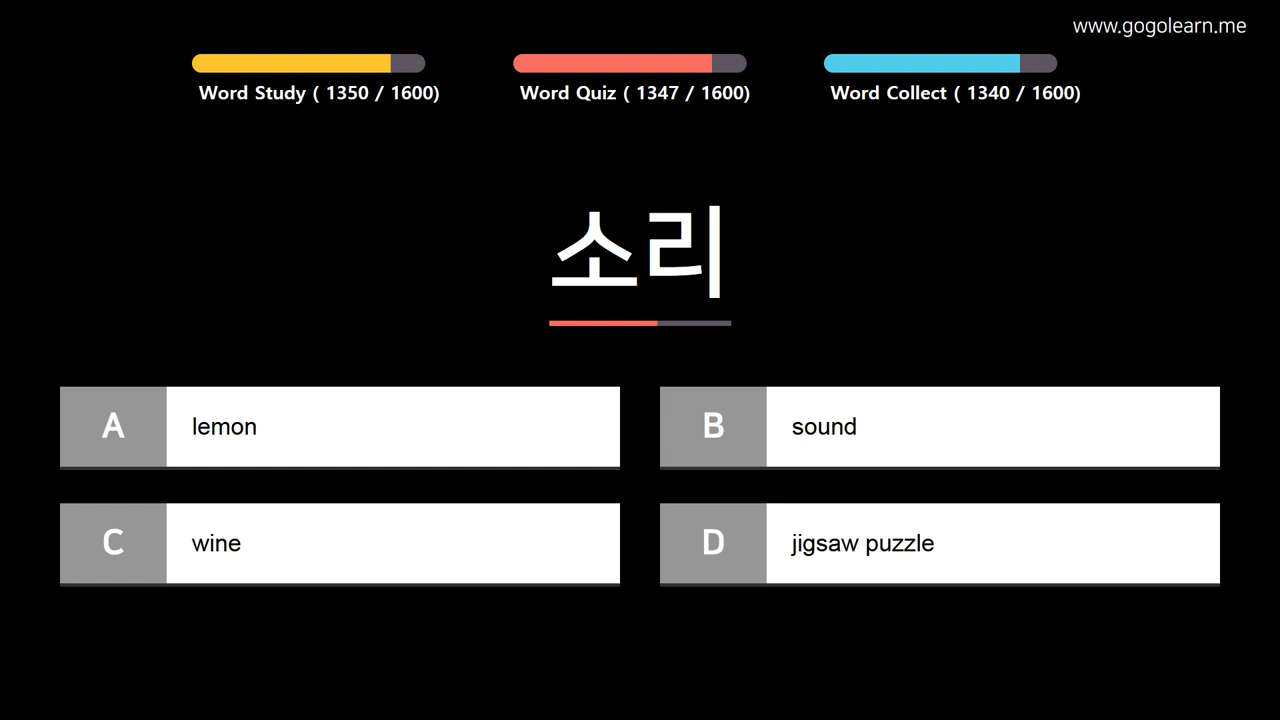 www.gogolearn.me
Word Study ( 1350 / 1600)
Word Quiz ( 1347 / 1600)
Word Collect ( 1340 / 1600)
소리
A lemon
B sound
C wine
D jigsaw puzzle